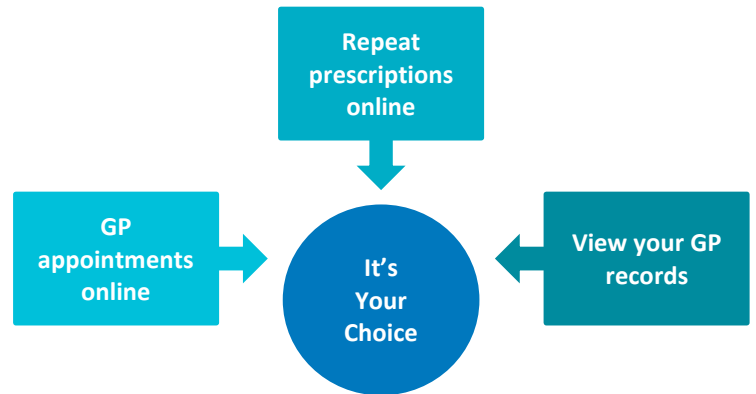 Repeat
prescriptions
online
GP
appointments
online
It’s
Your
Choice
View your GP
records